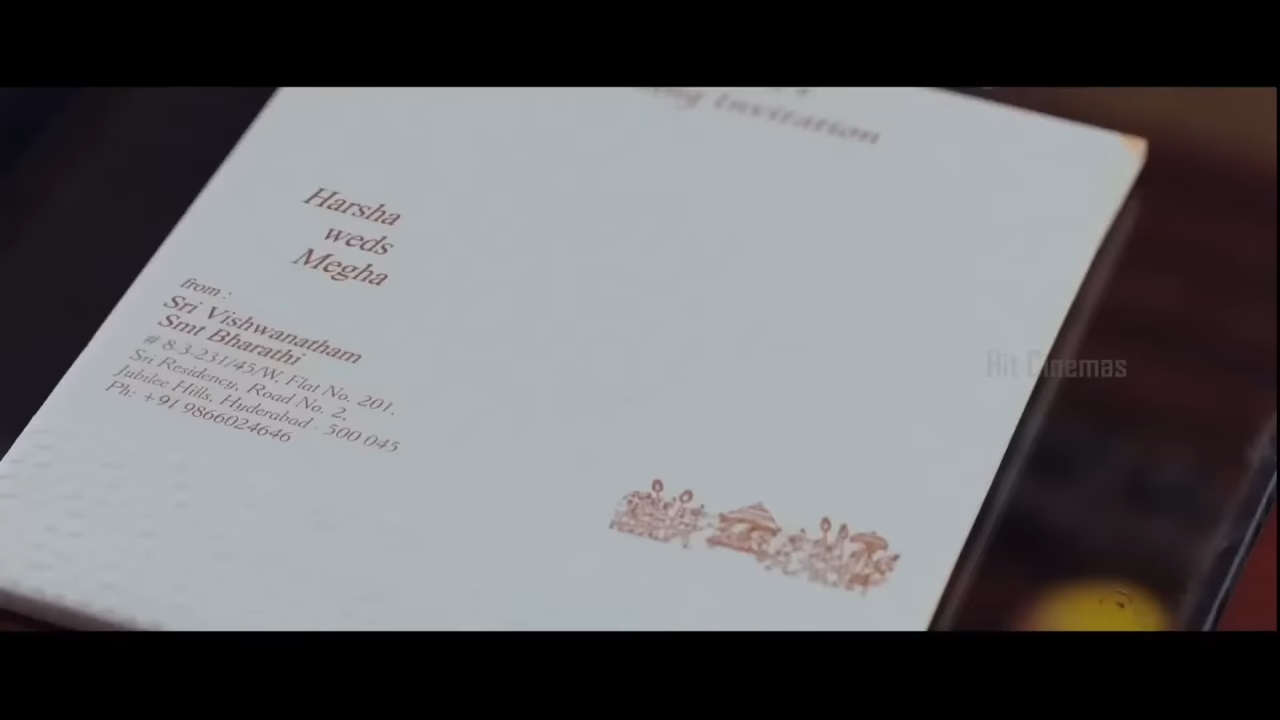 Invitation
Harsha
weds
Megha
from :
Sri Vishwanatham
Smt Bharathi
# 8-3-231/45/W, Flat No. 201,
Sri Residency, Road No. 2,
Jubilee Hills, Hyderabad - 500 045.
Ph: +91 9866024646
Hit Cinemas